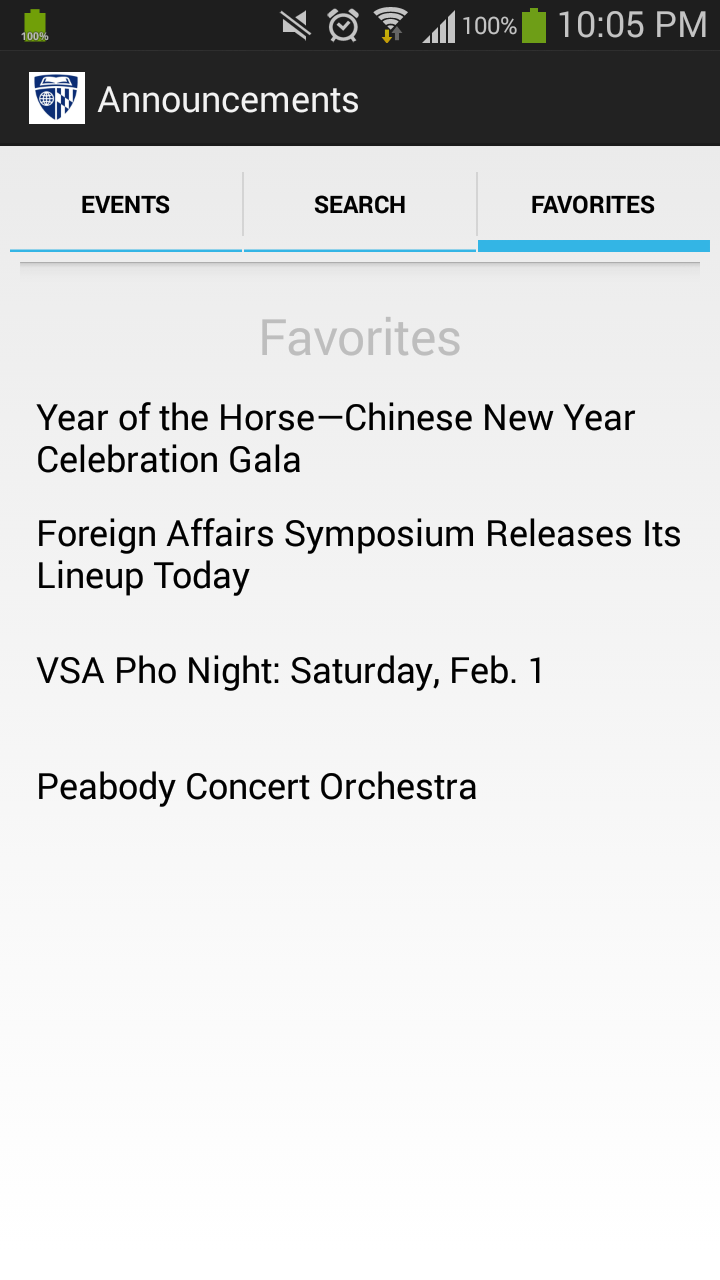 100%
100% 10:05 PM
Announcements
EVENTS SEARCH FAVORITES
Favorites
Year of the Horse—Chinese New Year
Celebration Gala
Foreign Affairs Symposium Releases Its
Lineup Today
VSA Pho Night: Saturday, Feb. 1
Peabody Concert Orchestra